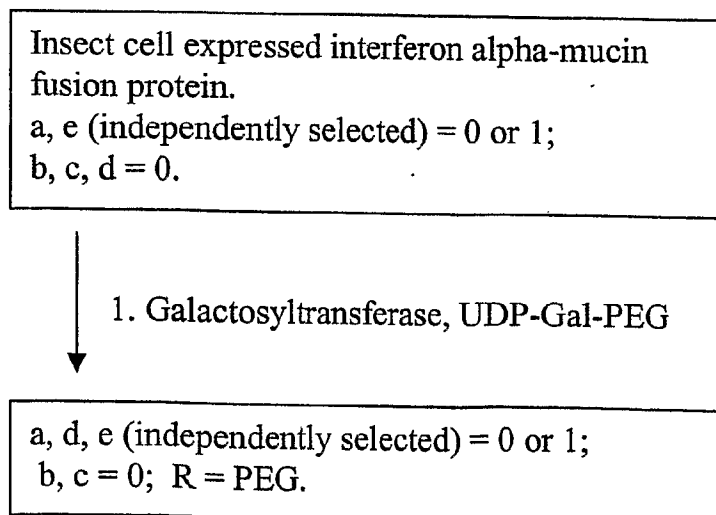 Insect cell expressed interferon alpha-mucin
fusion protein.
a, e (independently selected) = 0 or 1;
b, c, d = 0.
1. Galactosyltransferase, UDP-Gal-PEG
a, d, e (independently selected) = 0 or 1;
b, c = 0; R = PEG.